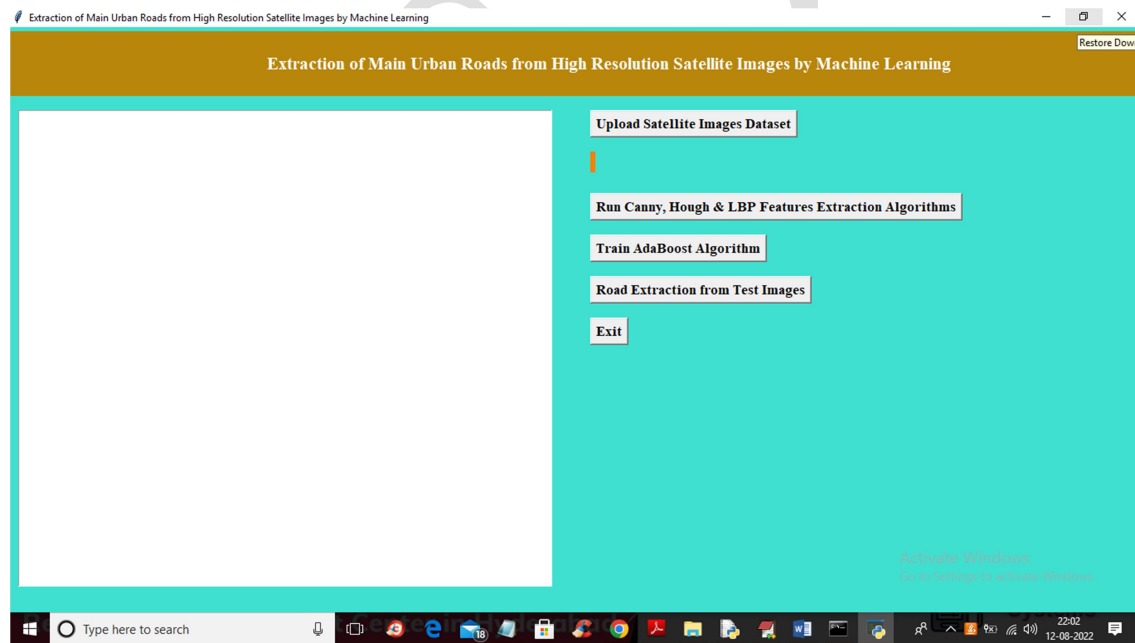 Extraction of Main Urban Roads from High Resolution Satellite Images by Machine Learning
Restore Dow
Extraction of Main Urban Roads from High Resolution Satellite Images by Machine Learning
Upload Satellite Images Dataset
Run Canny, Hough & LBP Features Extraction Algorithms
Train AdaBoost Algorithm
Road Extraction from Test Images
Exit
Activate Windows
Go to Settings to activate Windows.
Type here to search
18
22:02
12-08-2022